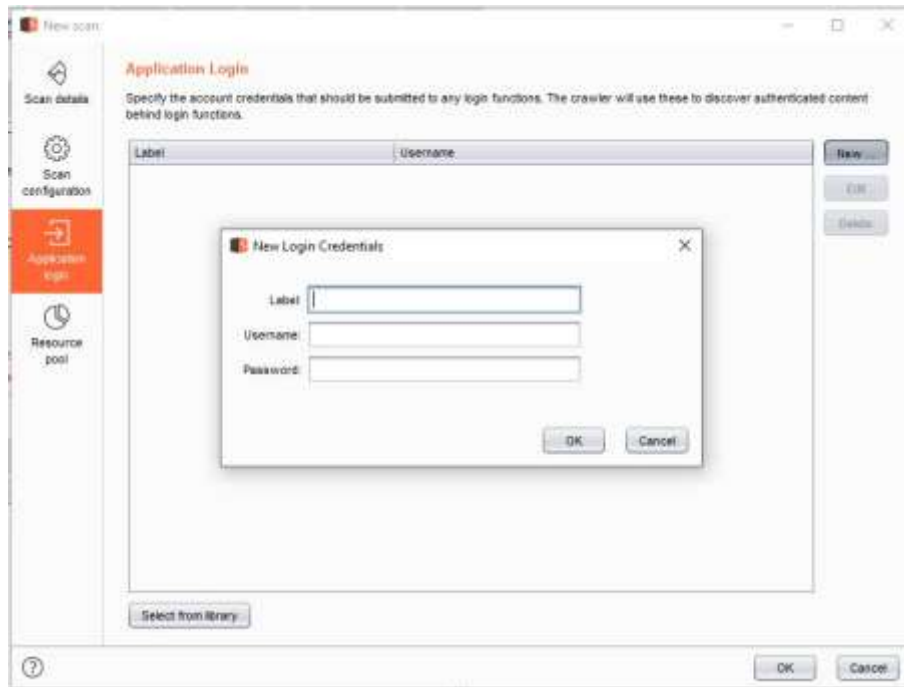 New scan
Application Login
Scan details
Specify the account credentials that should be submitted to any login functions. The crawler will use these to discover authenticated content
behind login functions.
Label Username
New ...
Scan
configuration
Edit
Delete
New Login Credentials
Application
login
Label
Username:
Password:
Resource
pool
OK Cancel
Select from library
OK Cancel